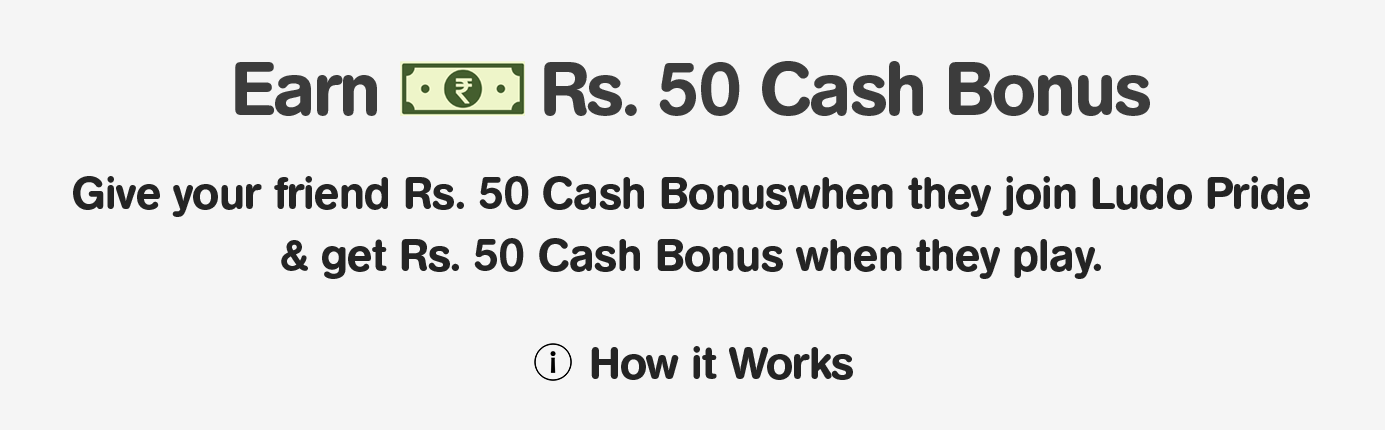 Earn ₹ Rs. 50 Cash Bonus
Give your friend Rs. 50 Cash Bonuswhen they join Ludo Pride
& get Rs. 50 Cash Bonus when they play.
i How it Works